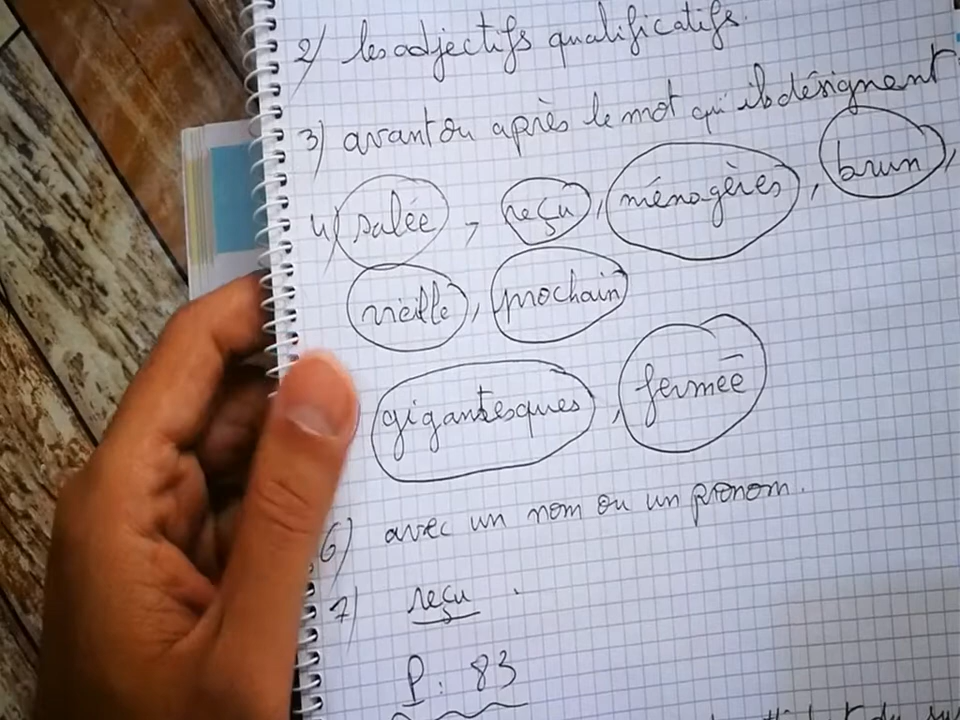 2) les adjectifs qualificatifs.
3) avant ou après le mot qu'ils désignent
4) salée, reçu, ménagères, brun,
vieille, prochain
gigantesques, fermée
6) avec un nom ou un pronom.
7) reçu.
P: 83